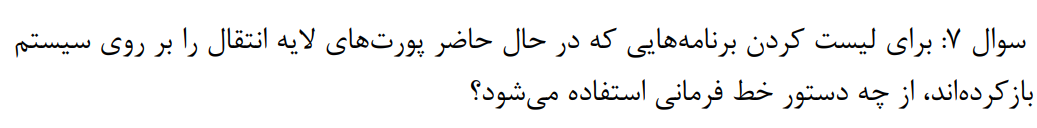 سوال ۷: برای لیست کردن برنامه‌هایی که در حال حاضر پورت‌های لایه انتقال را بر روی سیستم
بازکرده‌اند، از چه دستور خط فرمانی استفاده می‌شود؟